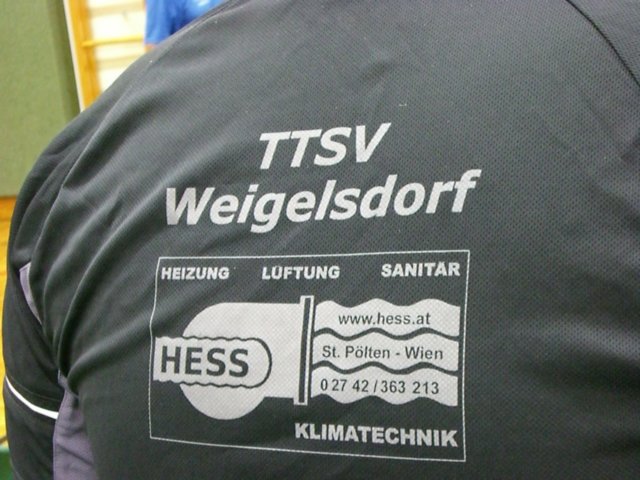 TTSV
Weigelsdorf
HEIZUNG LÜFTUNG SANITÄR
www.hess.at
HESS St. Pölten - Wien
0 27 42 / 363 213
KLIMATECHNIK